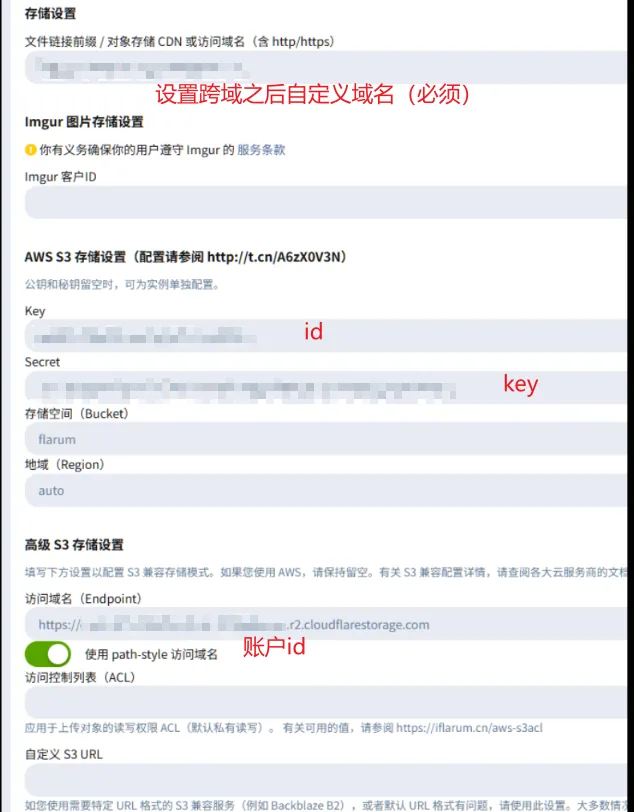 存储设置
文件链接前缀 / 对象存储 CDN 或访问域名（含 http/https）
设置跨域之后自定义域名（必须）
Imgur 图片存储设置
你有义务确保你的用户遵守 Imgur 的 服务条款
Imgur 客户ID
AWS S3 存储设置（配置请参阅 http://t.cn/A6zX0V3N）
公钥和秘钥留空时，可为实例单独配置。
Key
id
Secret
key
存储空间（Bucket）
flarum
地域（Region）
auto
高级 S3 存储设置
填写下方设置以配置 S3 兼容存储模式。如果您使用 AWS，请保持留空。有关 S3 兼容配置详情，请查阅各大云服务商的文档
访问域名（Endpoint）
https:// .r2.cloudflarestorage.com
使用 path-style 访问域名
账户id
访问控制列表（ACL）
应用于上传对象的读写权限 ACL（默认私有读写）。 有关可用的值，请参阅 https://iflarum.cn/aws-s3acl
自定义 S3 URL
如您使用需要特定 URL 格式的 S3 兼容服务（例如 Backblaze B2），或者默认 URL 格式有问题，请使用此设置。大多数情